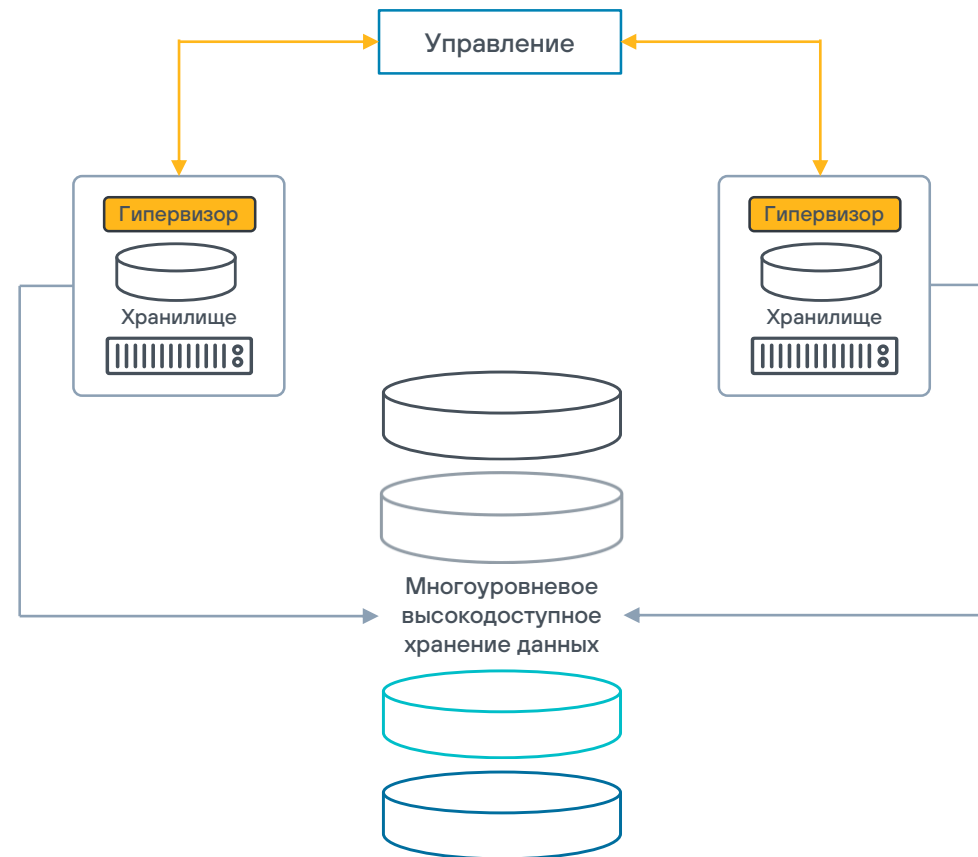 Управление
Гипервизор
Хранилище
Гипервизор
Хранилище
Многоуровневое
высокодоступное
хранение данных